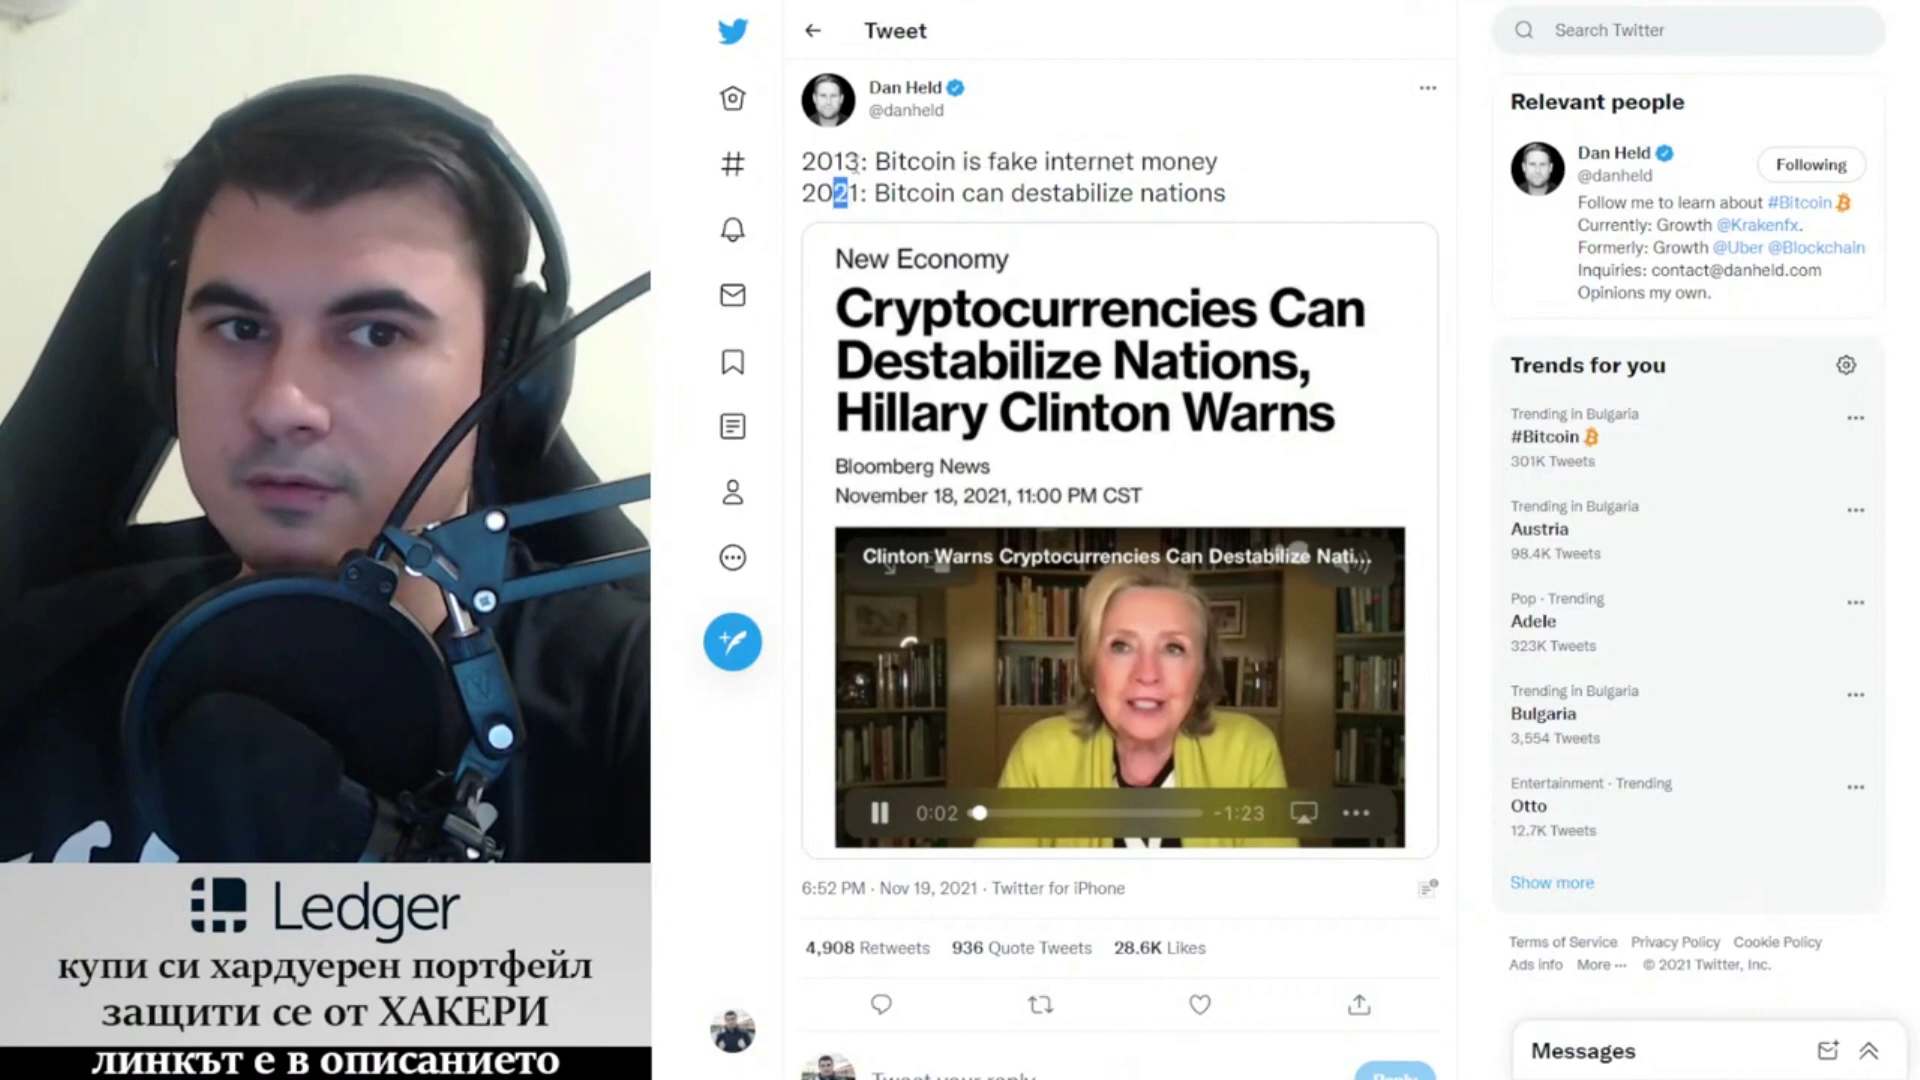 Tweet
Dan Held
@danheld
2013: Bitcoin is fake internet money
2021: Bitcoin can destabilize nations
New Economy
Cryptocurrencies Can
Destabilize Nations,
Hillary Clinton Warns
Bloomberg News
November 18, 2021, 11:00 PM CST
Clinton Warns Cryptocurrencies Can Destabilize Nati...
0:02
-1:23
6:52 PM · Nov 19, 2021 · Twitter for iPhone
4,908 Retweets 936 Quote Tweets 28.6K Likes
Tweet your reply
Reply
Search Twitter
Relevant people
Dan Held
Following
@danheld
Follow me to learn about #Bitcoin
Currently: Growth @Krakenfx.
Formerly: Growth @Uber @Blockchain
Inquiries: contact@danheld.com
Opinions my own.
Trends for you
Trending in Bulgaria
#Bitcoin
301K Tweets
Trending in Bulgaria
Austria
98.4K Tweets
Pop · Trending
Adele
323K Tweets
Trending in Bulgaria
Bulgaria
3,554 Tweets
Entertainment · Trending
Otto
12.7K Tweets
Show more
Terms of Service Privacy Policy Cookie Policy
Ads info More ··· © 2021 Twitter, Inc.
Messages
Ledger
купи си хардуерен портфейл
защити се от ХАКЕРИ
линкът е в описанието